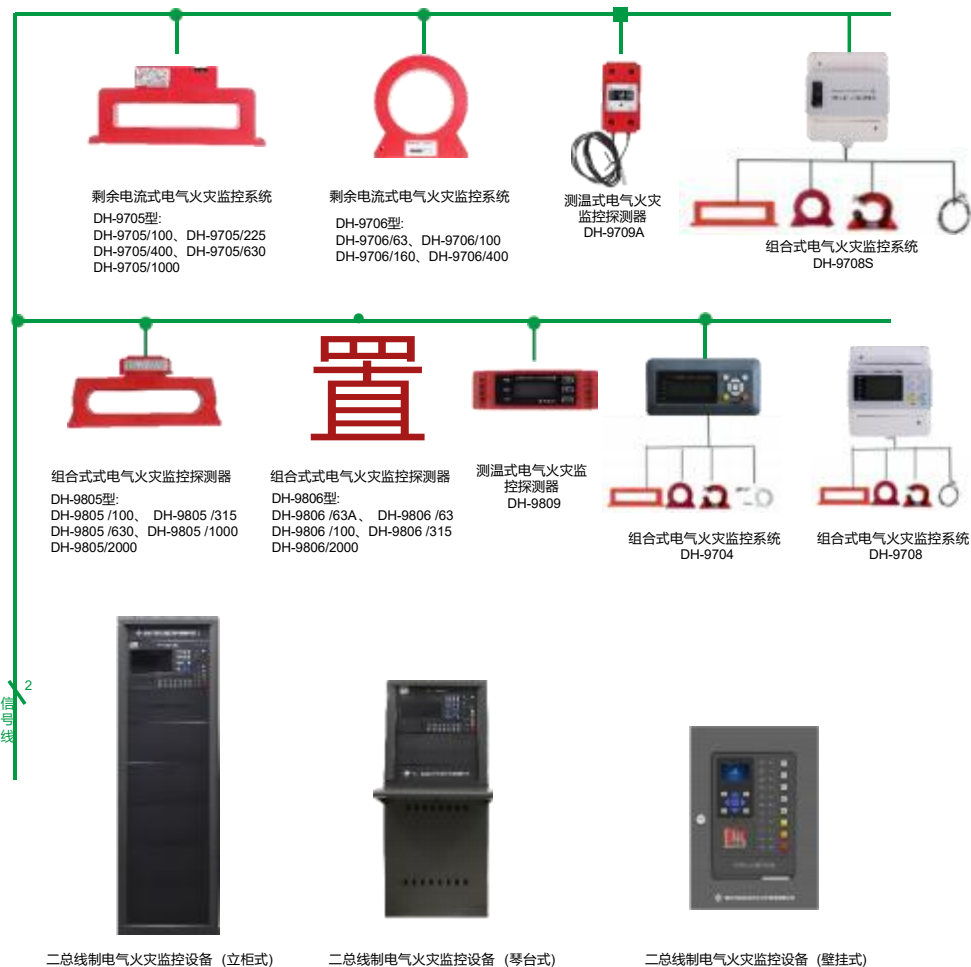 剩余电流式电气火灾监控系统
DH-9705型:
DH-9705/100、DH-9705/225
DH-9705/400、DH-9705/630
DH-9705/1000
剩余电流式电气火灾监控系统
DH-9706型:
DH-9706/63、DH-9706/100
DH-9706/160、DH-9706/400
测温式电气火灾
监控探测器
DH-9709A
组合式电气火灾监控系统
DH-9708S
置
组合式式电气火灾监控探测器
DH-9805型:
DH-9805 /100、 DH-9805 /315
DH-9805 /630、DH-9805 /1000
DH-9805/2000
组合式式电气火灾监控探测器
DH-9806型:
DH-9806 /63A、 DH-9806 /63
DH-9806 /100、DH-9806 /315
DH-9806/2000
测温式电气火灾监
控探测器
DH-9809
组合式电气火灾监控系统
DH-9704
组合式电气火灾监控系统
DH-9708
2
信号线
二总线制电气火灾监控设备 (立柜式)
二总线制电气火灾监控设备 (琴台式)
二总线制电气火灾监控设备 (壁挂式)